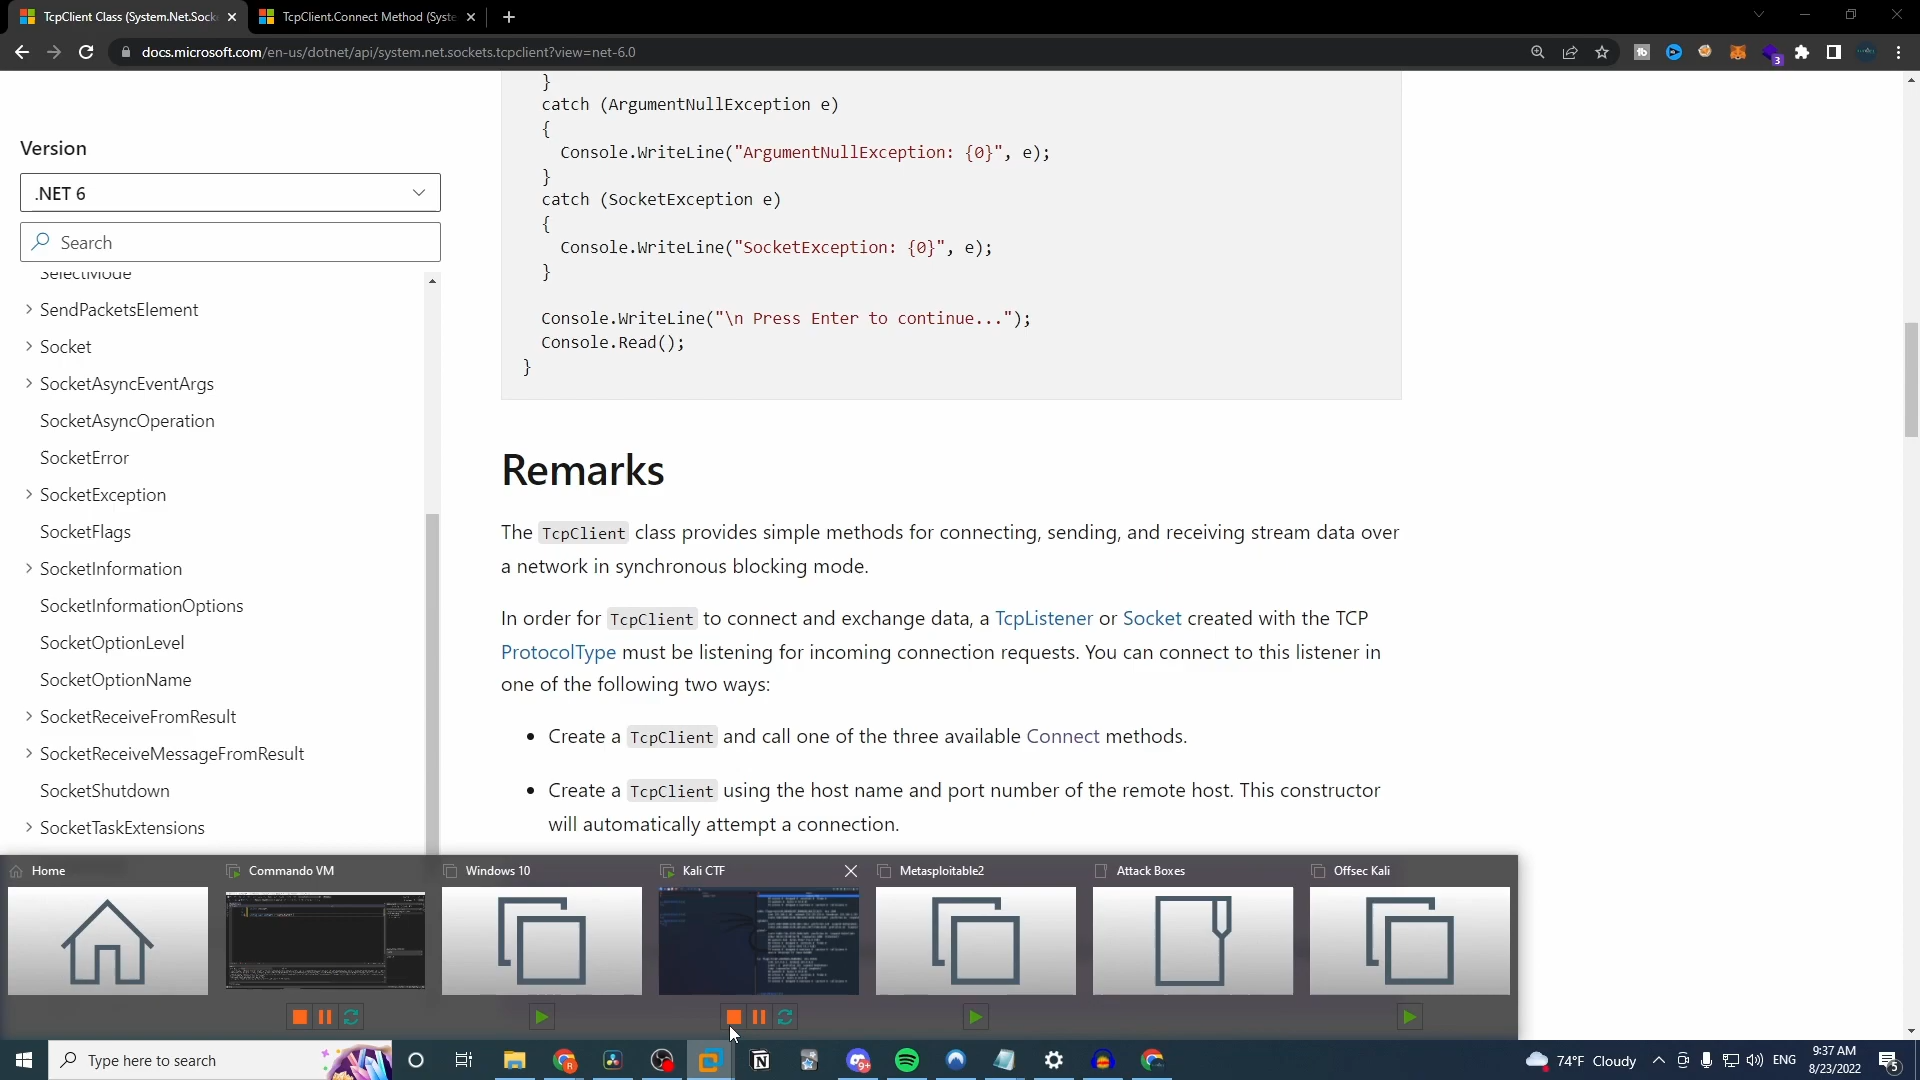 TcpClient Class (System.Net.Sock
TcpClient.Connect Method (Syste
docs.microsoft.com/en-us/dotnet/api/system.net.sockets.tcpclient?view=net-6.0
3
Version
.NET 6
Search
SelectMode
SendPacketsElement
Socket
SocketAsyncEventArgs
SocketAsyncOperation
SocketError
SocketException
SocketFlags
SocketInformation
SocketInformationOptions
SocketOptionLevel
SocketOptionName
SocketReceiveFromResult
SocketReceiveMessageFromResult
SocketShutdown
SocketTaskExtensions
}
catch (ArgumentNullException e)
{
Console.WriteLine("ArgumentNullException: {0}", e);
}
catch (SocketException e)
{
Console.WriteLine("SocketException: {0}", e);
}
Console.WriteLine("\n Press Enter to continue...");
Console.Read();
}
Remarks
The TcpClient class provides simple methods for connecting, sending, and receiving stream data over
a network in synchronous blocking mode.
In order for TcpClient to connect and exchange data, a TcpListener or Socket created with the TCP
ProtocolType must be listening for incoming connection requests. You can connect to this listener in
one of the following two ways:
• Create a TcpClient and call one of the three available Connect methods.
• Create a TcpClient using the host name and port number of the remote host. This constructor
will automatically attempt a connection.
Home
Commando VM
Windows 10
Kali CTF
Metasploitable2
Attack Boxes
Offsec Kali
Type here to search
74°F Cloudy
ENG
9:37 AM
8/23/2022
5